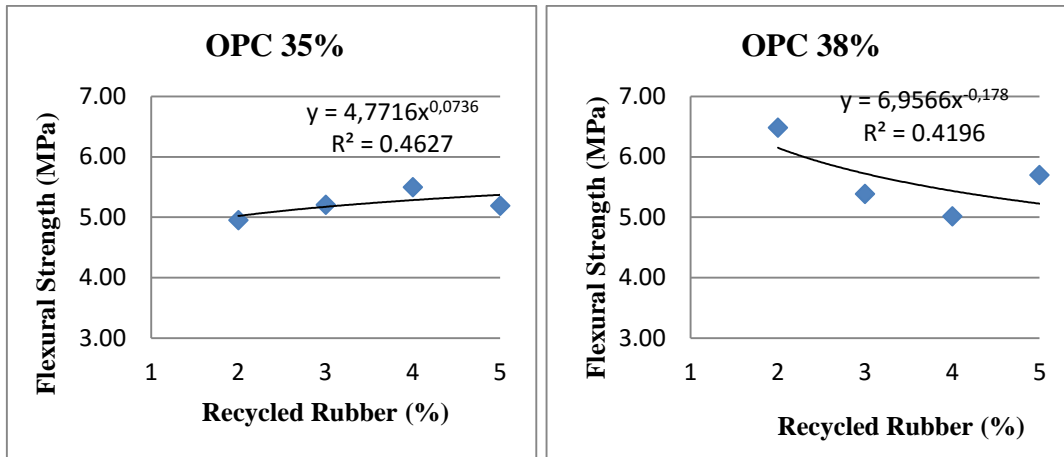 OPC 35%
y = 4,7716x^0,0736
R² = 0.4627
7.00
6.00
5.00
4.00
3.00
1 2 3 4 5
Flexural Strength (MPa)
Recycled Rubber (%)
OPC 38%
y = 6,9566x^-0,178
R² = 0.4196
7.00
6.00
5.00
4.00
3.00
1 2 3 4 5
Flexural Strength (MPa)
Recycled Rubber (%)